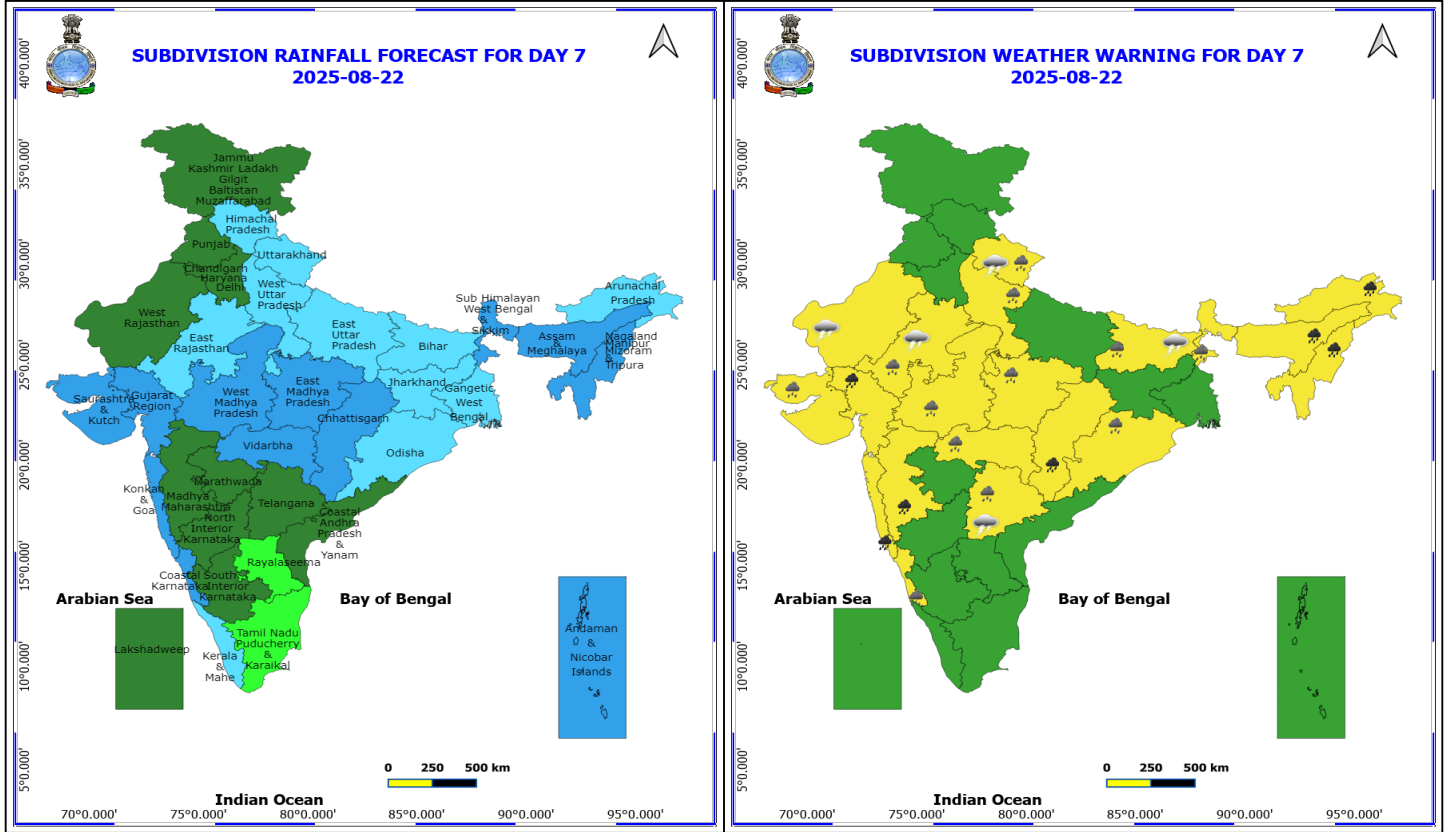 SUBDIVISION RAINFALL FORECAST FOR DAY 7
2025-08-22
40°0.000'
35°0.000'
30°0.000'
25°0.000'
20°0.000'
15°0.000'
10°0.000'
5°0.000'
Jammu
Kashmir Ladakh
Gilgit
Baltistan
Muzaffarabad
Himachal
Pradesh
Punjab
Uttarakhand
Chandigarh
Haryana
Delhi
West
Uttar
Pradesh
West
Rajasthan
East
Rajasthan
East
Uttar
Pradesh
Bihar
Sub Himalayan
West Bengal
&
Sikkim
Arunachal
Pradesh
Assam
&
Meghalaya
Nagaland
Manipur
Mizoram
&
Tripura
Saurashtra
&
Kutch
Gujarat
Region
West
Madhya
Pradesh
East
Madhya
Pradesh
Jharkhand
Gangetic
West
Bengal
Chhattisgarh
Vidarbha
Odisha
Konkan
&
Goa
Madhya
Maharashtra
Marathwada
Telangana
North
Interior
Karnataka
Coastal
Andhra
Pradesh
&
Yanam
Rayalaseema
Coastal
Karnataka
South
Interior
Karnataka
Tamil Nadu
Puducherry
&
Karaikal
Kerala
&
Mahe
Lakshadweep
Andaman
&
Nicobar
Islands
Arabian Sea
Bay of Bengal
Indian Ocean
0 250 500 km
70°0.000' 75°0.000' 80°0.000' 85°0.000' 90°0.000' 95°0.000'
SUBDIVISION WEATHER WARNING FOR DAY 7
2025-08-22
40°0.000'
35°0.000'
30°0.000'
25°0.000'
20°0.000'
15°0.000'
10°0.000'
5°0.000'
Arabian Sea
Bay of Bengal
Indian Ocean
0 250 500 km
70°0.000' 75°0.000' 80°0.000' 85°0.000' 90°0.000' 95°0.000'